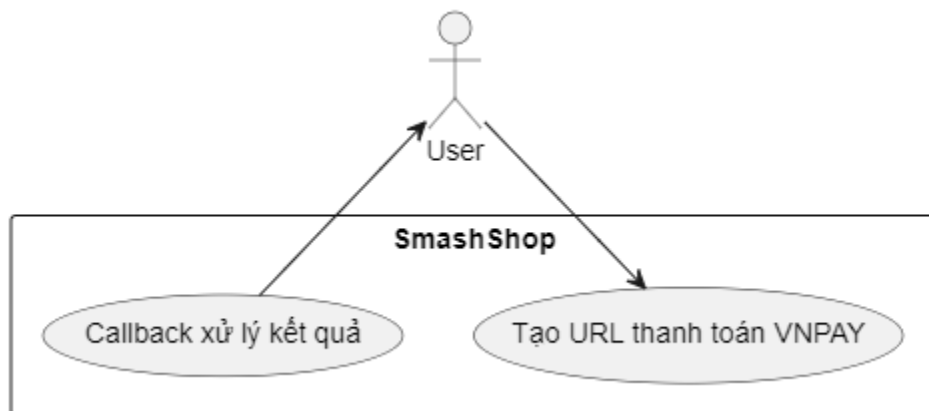 User
SmashShop
Callback xử lý kết quả
Tạo URL thanh toán VNPAY